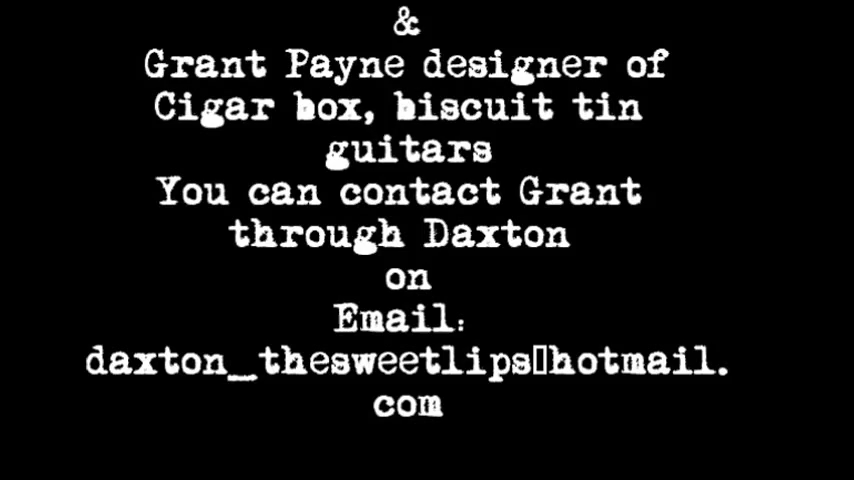 &
Grant Payne designer of
Cigar box, biscuit tin
guitars
You can contact Grant
through Daxton
on
Email:
daxton_thesweetlips▯hotmail.
com